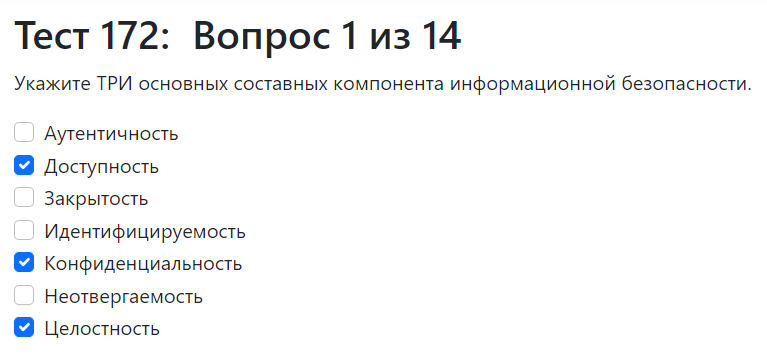 Тест 172: Вопрос 1 из 14
Укажите ТРИ основных составных компонента информационной безопасности.
Аутентичность
Доступность
Закрытость
Идентифицируемость
Конфиденциальность
Неотвергаемость
Целостность